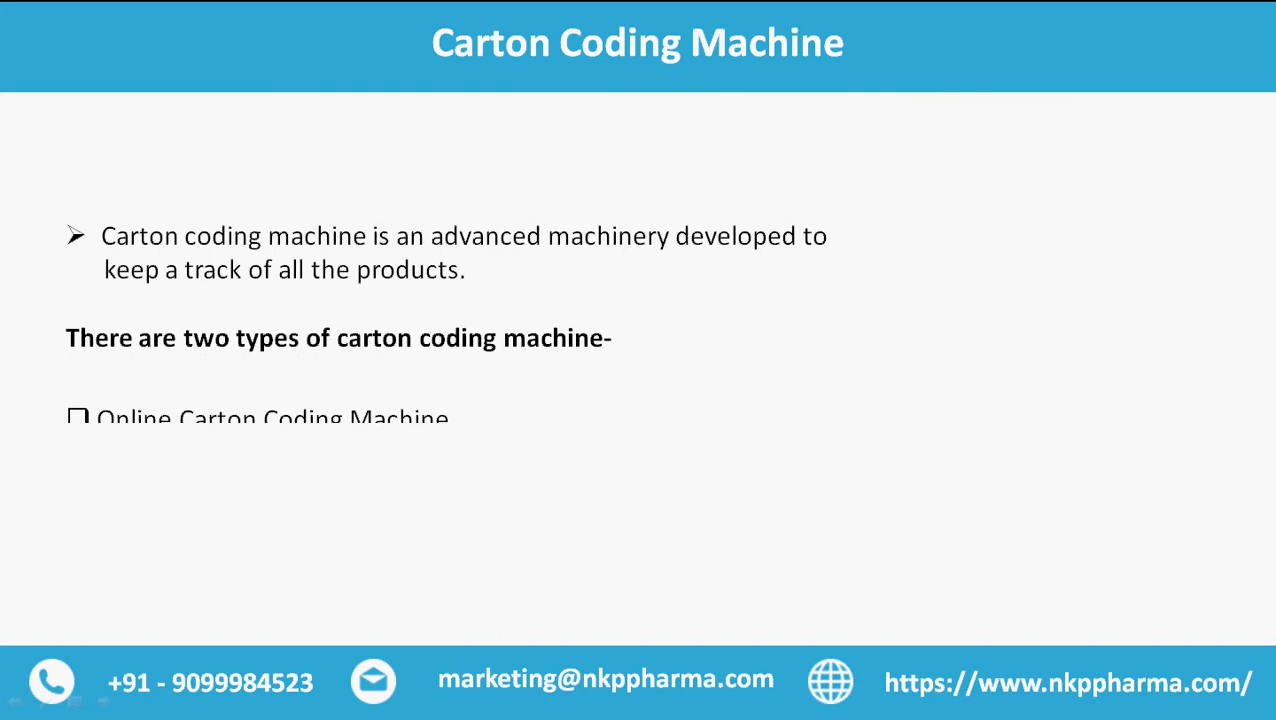 Carton Coding Machine
➢ Carton coding machine is an advanced machinery developed to
keep a track of all the products.
There are two types of carton coding machine-
❑ Online Carton Coding Machine
+91 - 9099984523
marketing@nkppharma.com
https://www.nkppharma.com/